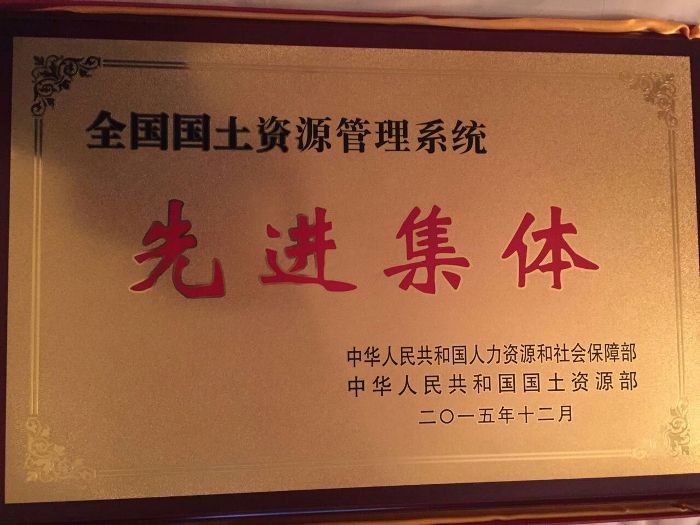 全国国土资源管理系统
先进集体
中华人民共和国人力资源和社会保障部
中华人民共和国国土资源部
二〇一五年十二月